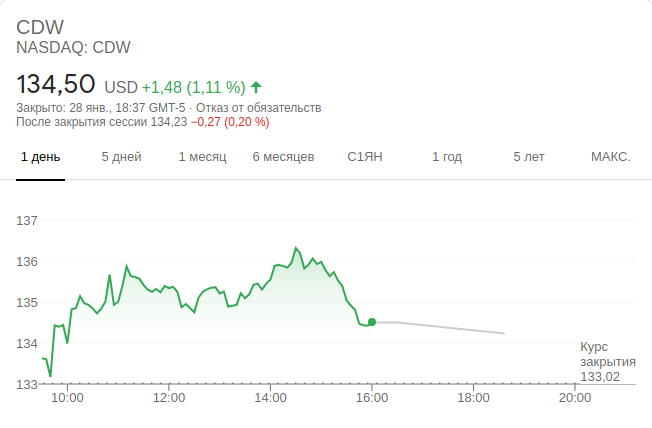 CDW
NASDAQ: CDW
134,50 USD +1,48 (1,11 %)
Закрыто: 28 янв., 18:37 GMT-5 · Отказ от обязательств
После закрытия сессии 134,23 −0,27 (0,20 %)
1 день 5 дней 1 месяц 6 месяцев С1ЯН 1 год 5 лет МАКС.
137
136
135
134
133
Курс
закрытия
133,02
10:00 12:00 14:00 16:00 18:00 20:00